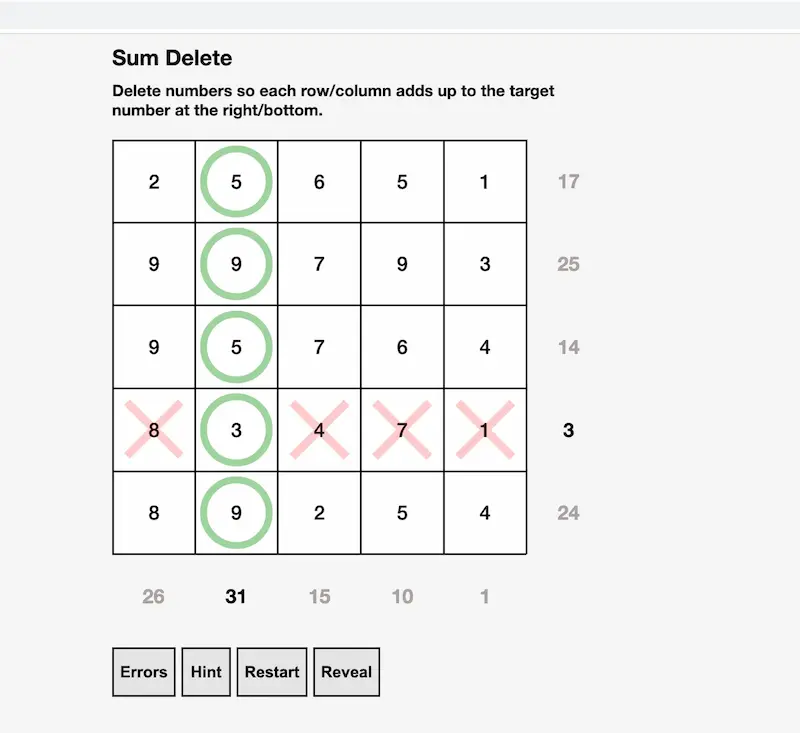 Sum Delete
Delete numbers so each row/column adds up to the target
number at the right/bottom.
2 5 6 5 1 17
9 9 7 9 3 25
9 5 7 6 4 14
8 3 4 7 1 3
8 9 2 5 4 24
26 31 15 10 1
Errors Hint Restart Reveal